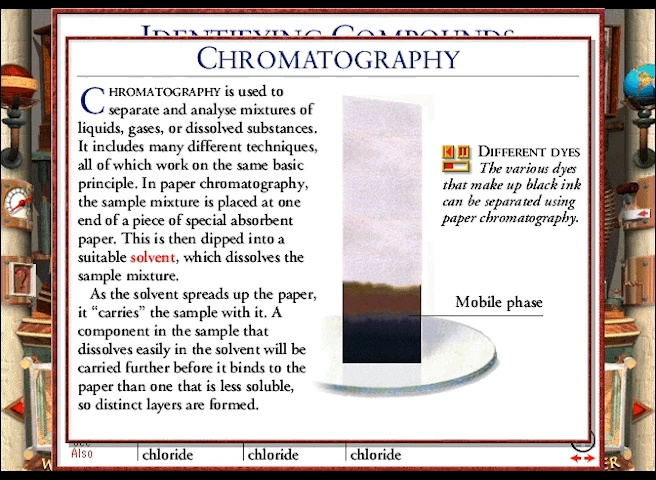 IDENTIFYING COMPOUNDS
CHROMATOGRAPHY
CHROMATOGRAPHY is used to
separate and analyse mixtures of
liquids, gases, or dissolved substances.
It includes many different techniques,
all of which work on the same basic
principle. In paper chromatography,
the sample mixture is placed at one
end of a piece of special absorbent
paper. This is then dipped into a
suitable solvent, which dissolves the
sample mixture.
As the solvent spreads up the paper,
it “carries” the sample with it. A
component in the sample that
dissolves easily in the solvent will be
carried further before it binds to the
paper than one that is less soluble,
so distinct layers are formed.
DIFFERENT DYES
The various dyes
that make up black ink
can be separated using
paper chromatography.
Mobile phase
Also
chloride
chloride
chloride